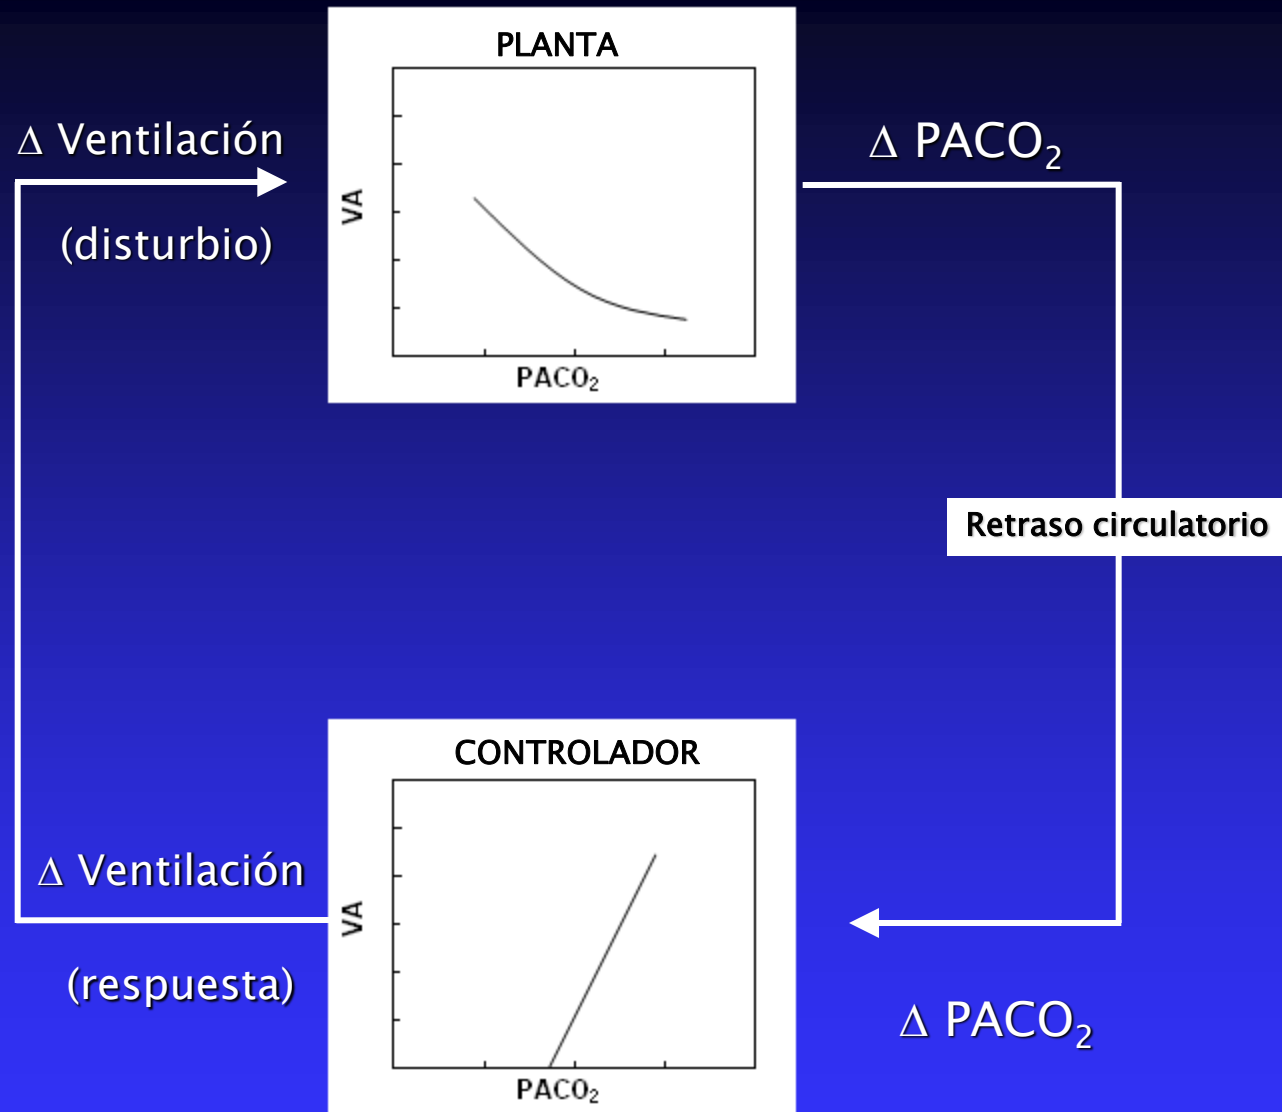 PLANTA
Δ Ventilación
(disturbio)
VA
PACO₂
Δ PACO₂
Retraso circulatorio
CONTROLADOR
Δ Ventilación
(respuesta)
VA
PACO₂
Δ PACO₂